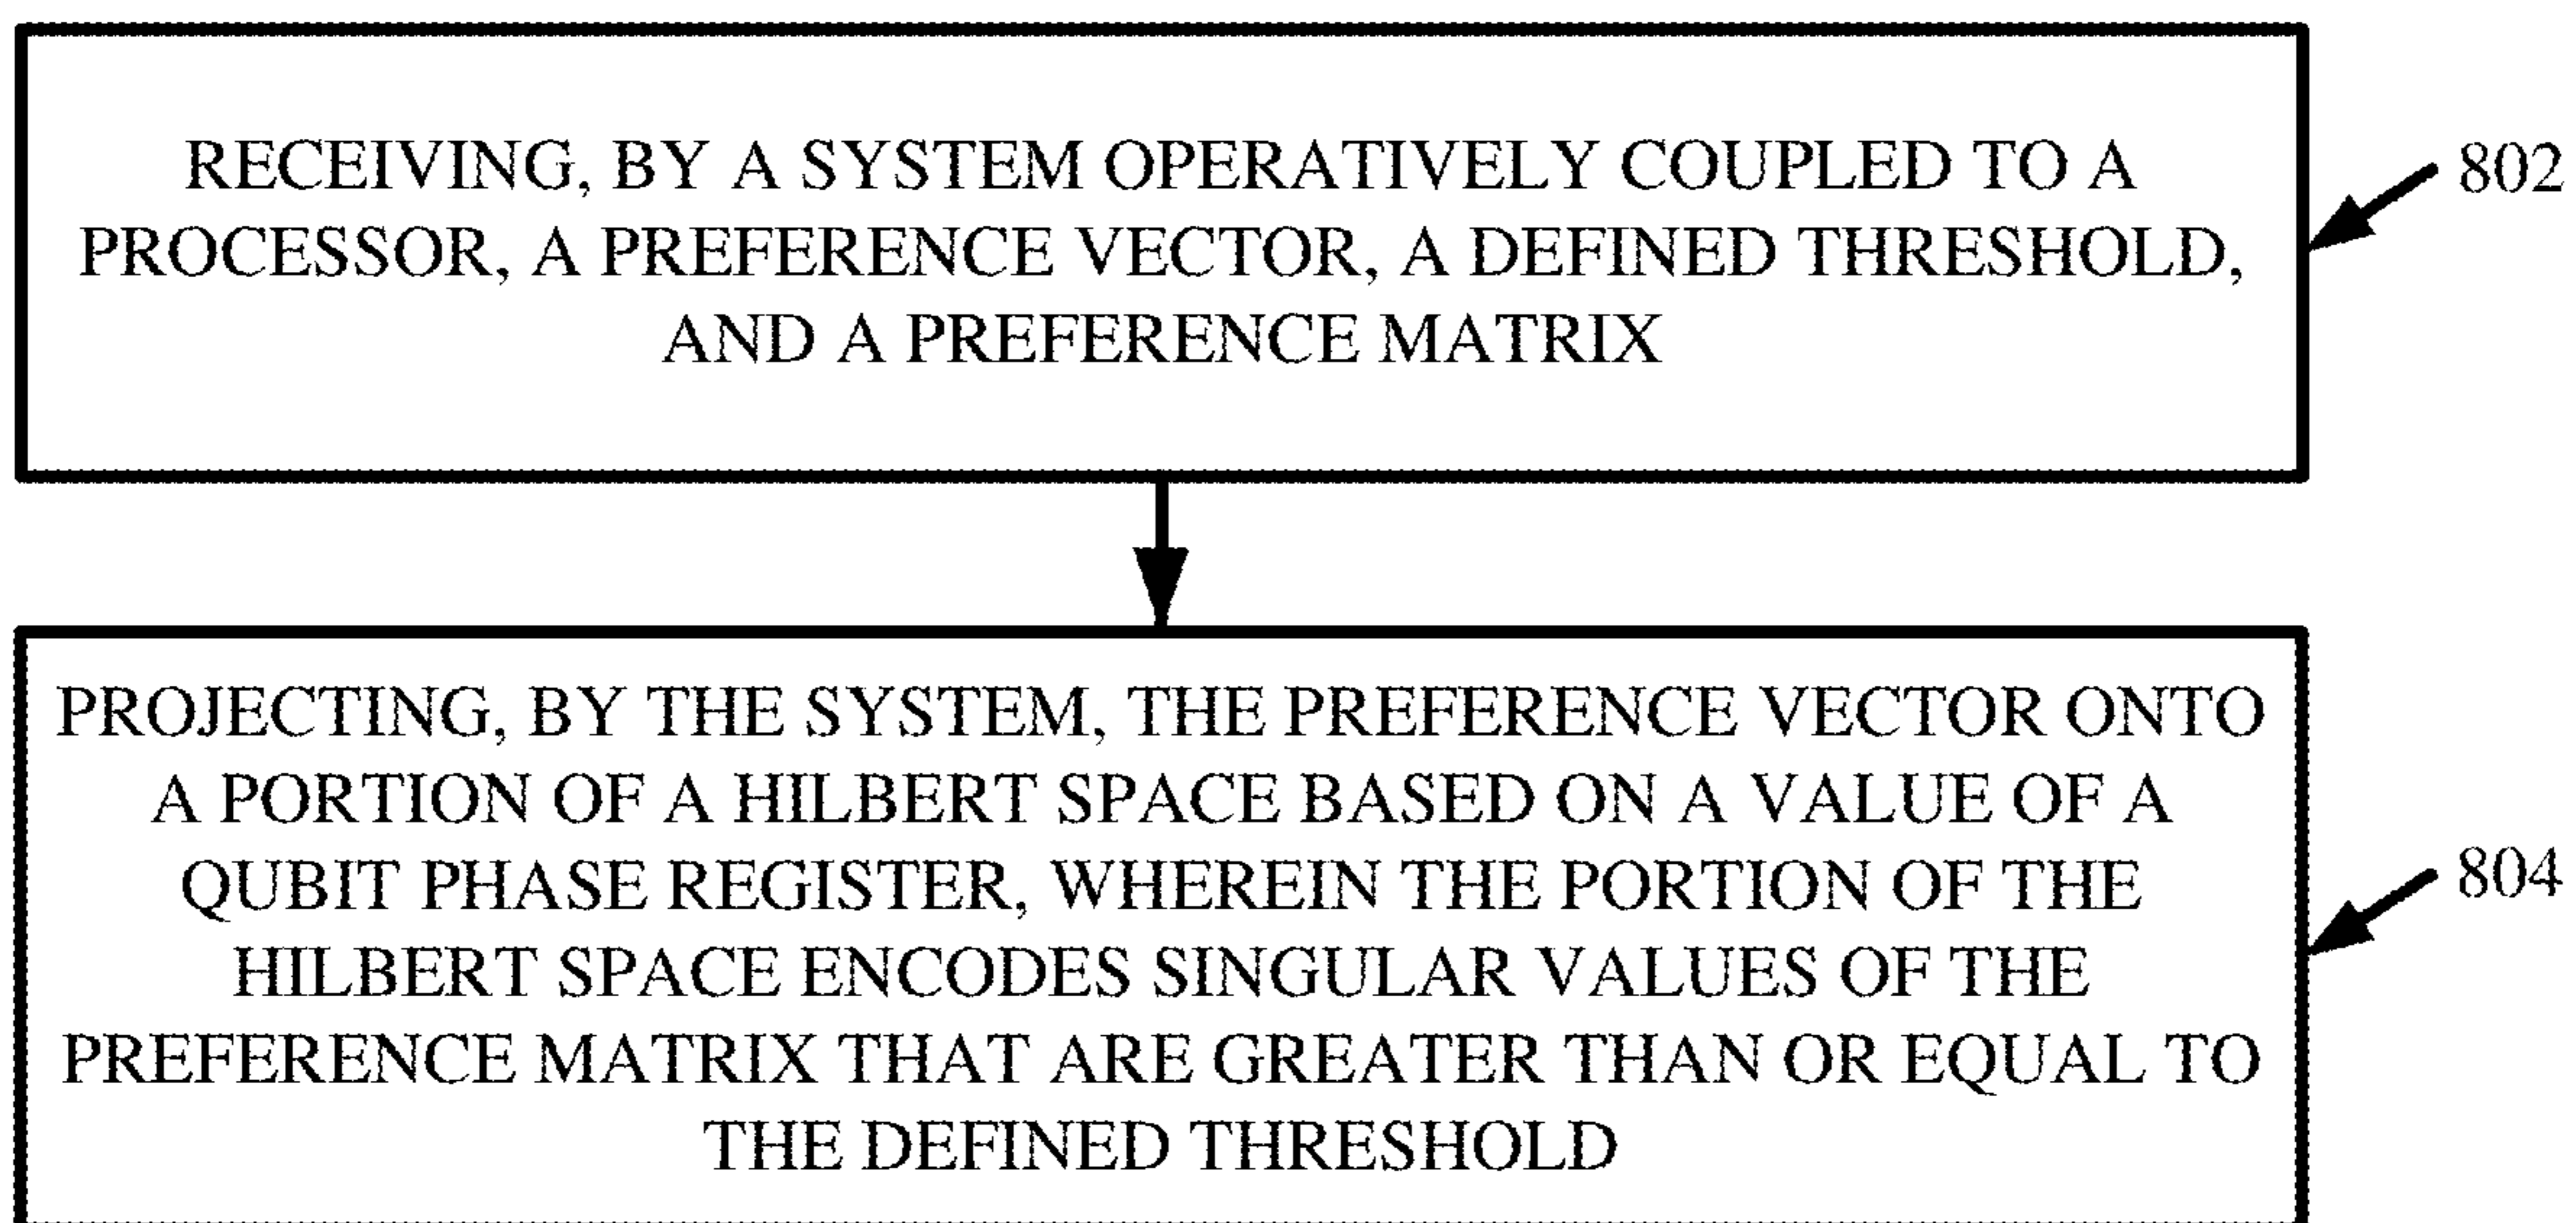 RECEIVING, BY A SYSTEM OPERATIVELY COUPLED TO A
PROCESSOR, A PREFERENCE VECTOR, A DEFINED THRESHOLD,
AND A PREFERENCE MATRIX
802
PROJECTING, BY THE SYSTEM, THE PREFERENCE VECTOR ONTO
A PORTION OF A HILBERT SPACE BASED ON A VALUE OF A
QUBIT PHASE REGISTER, WHEREIN THE PORTION OF THE
HILBERT SPACE ENCODES SINGULAR VALUES OF THE
PREFERENCE MATRIX THAT ARE GREATER THAN OR EQUAL TO
THE DEFINED THRESHOLD
804